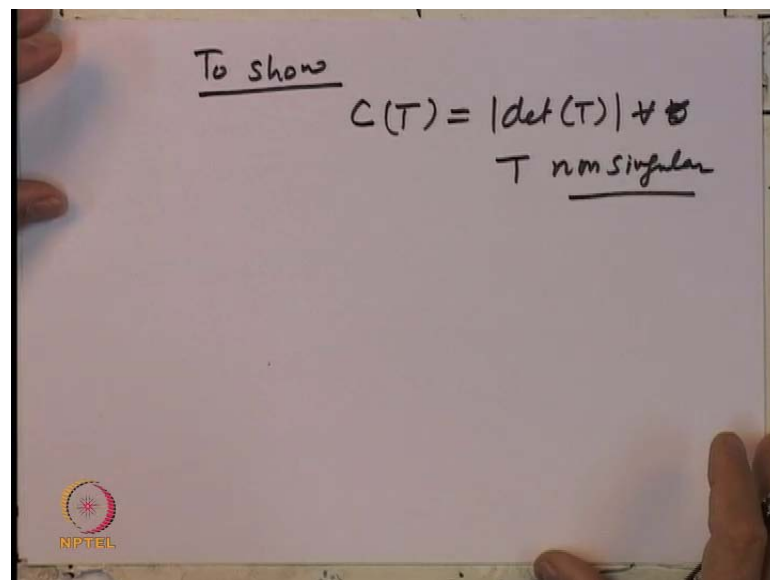 To show
C(T) = |det(T)| ∀
T nonsingular
NPTEL